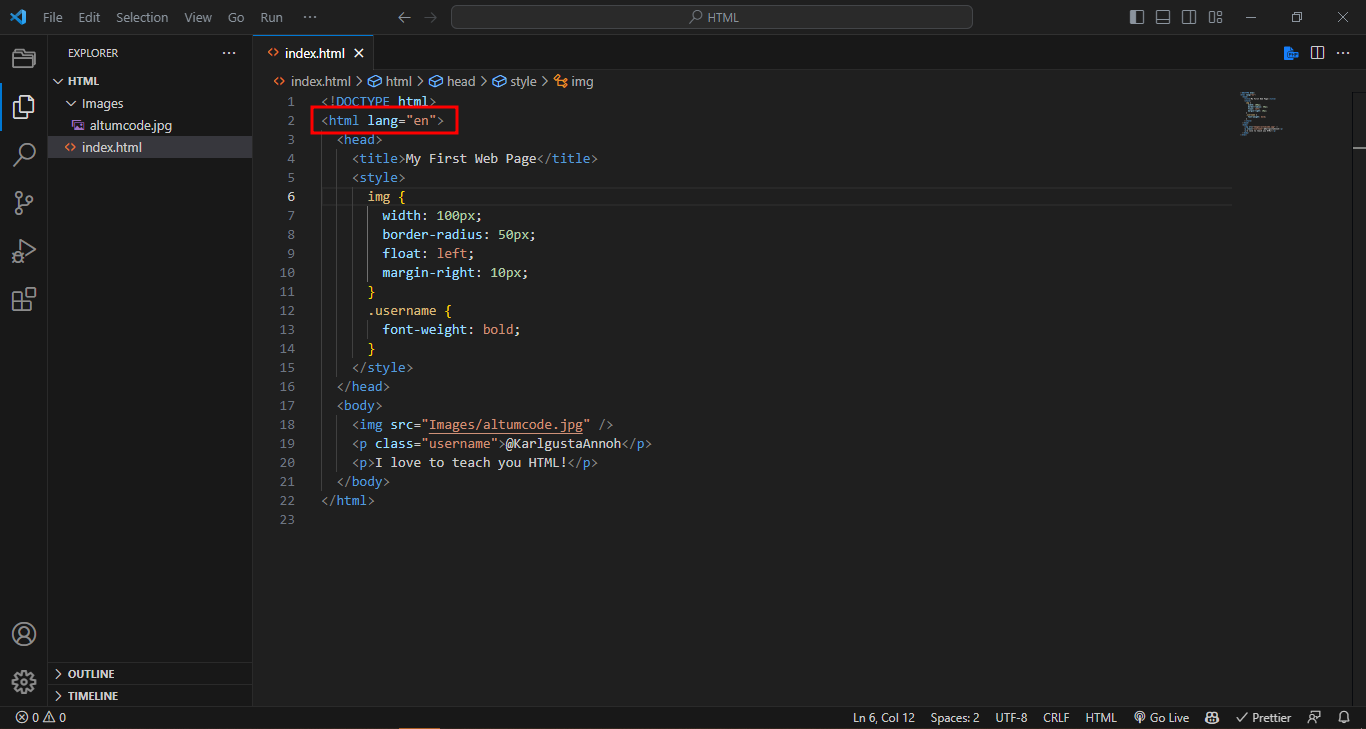 File Edit Selection View Go Run ··· HTML
EXPLORER ···
HTML
Images
altumcode.jpg
index.html
OUTLINE
TIMELINE
index.html
index.html > html > head > style > img
1 <!DOCTYPE html>
2 <html lang="en">
3 <head>
4 <title>My First Web Page</title>
5 <style>
6 img {
7 width: 100px;
8 border-radius: 50px;
9 float: left;
10 margin-right: 10px;
11 }
12 .username {
13 font-weight: bold;
14 }
15 </style>
16 </head>
17 <body>
18 <img src="Images/altumcode.jpg" />
19 <p class="username">@KarlgustaAnnoh</p>
20 <p>I love to teach you HTML!</p>
21 </body>
22 </html>
23
0 0 Ln 6, Col 12 Spaces: 2 UTF-8 CRLF HTML Go Live Prettier